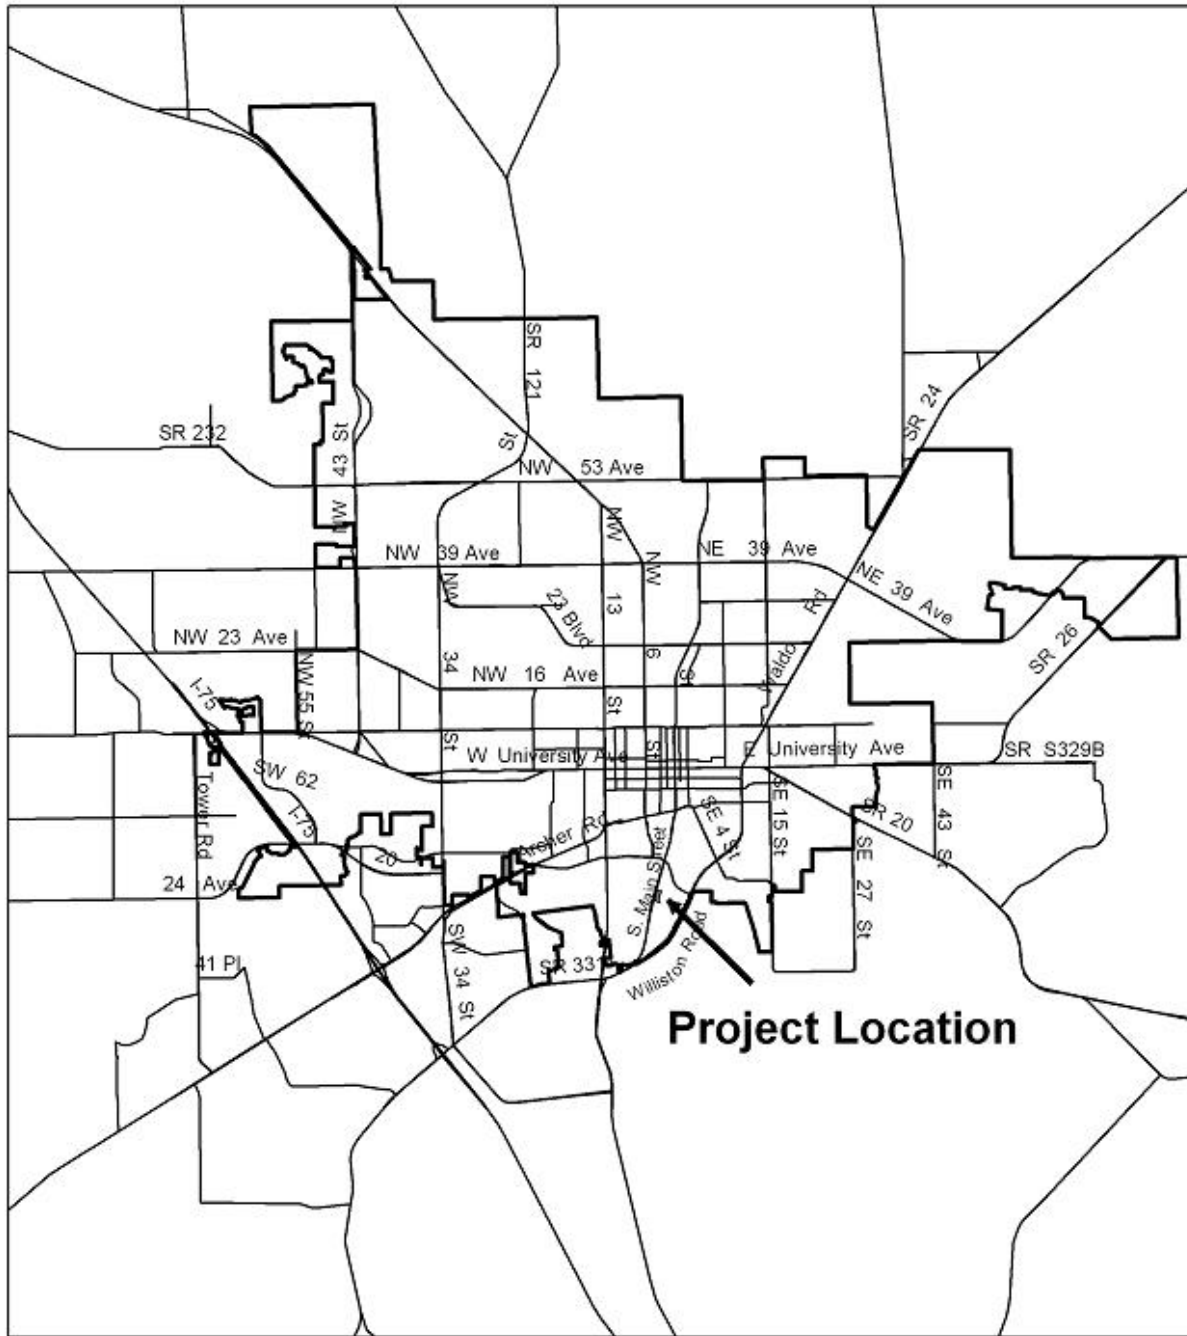 SR 121
SR 24
SR 232
NW 43 St
St
NW 53 Ave
NW 39 Ave
NE 39 Ave
NE 39 Ave
NW 34 St
NW 13 St
NW 6 St
23 Blvd
Waldo Rd
SR 26
NW 23 Ave
NW 55 St
NW 16 Ave
S
I-75
W University Ave
E University Ave
SR S329B
Tower Rd
SW 62
I-75
SE 15 St
SE 43 St
SR 20
SE 4 St
Archer Rd
20
24 Ave
S. Main Street
SE 27 St
SW 34 St
41 Pl
SR 331
Williston Road
Project Location